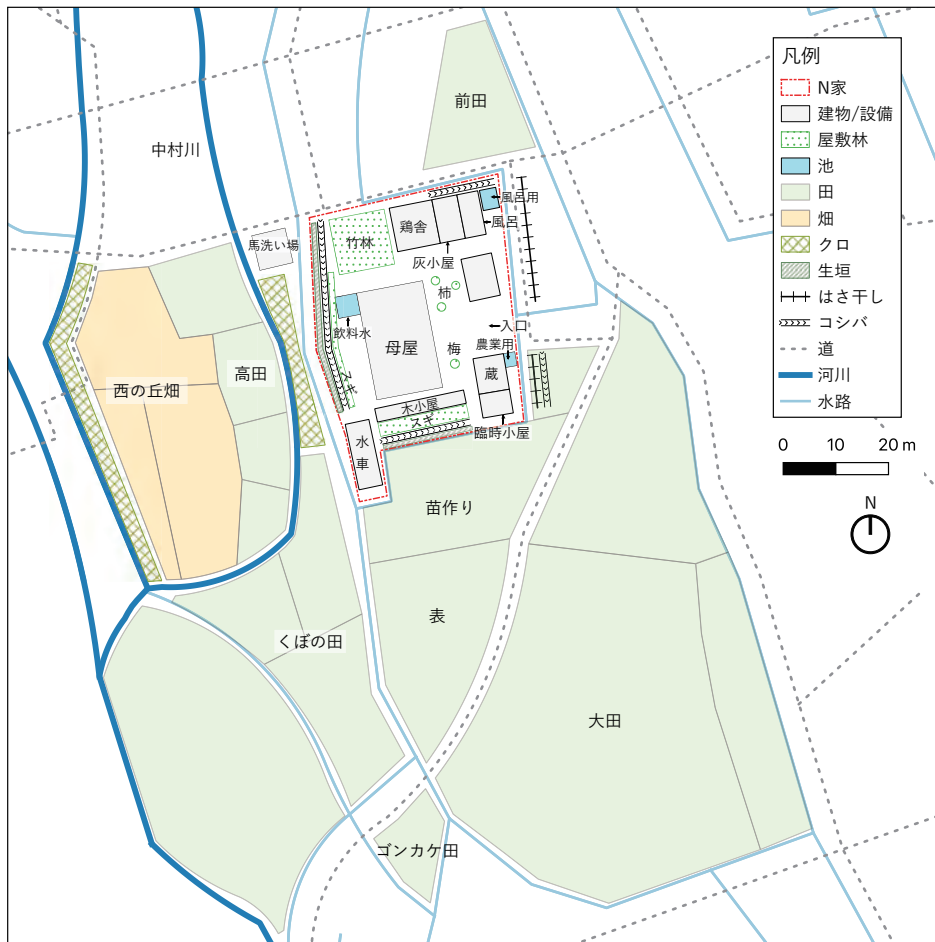 凡例
N家
建物/設備
屋敷林
池
田
畑
クロ
生垣
はさ干し
コシバ
道
河川
水路
0 10 20 m
N
前田
中村川
馬洗い場
竹林
鶏舎
風呂用
風呂
灰小屋
柿
飲料水
母屋
入口
農業用
梅
蔵
スギ
木小屋
スギ
臨時小屋
水車
西の丘畑
高田
苗作り
表
くぼの田
大田
ゴンカケ田